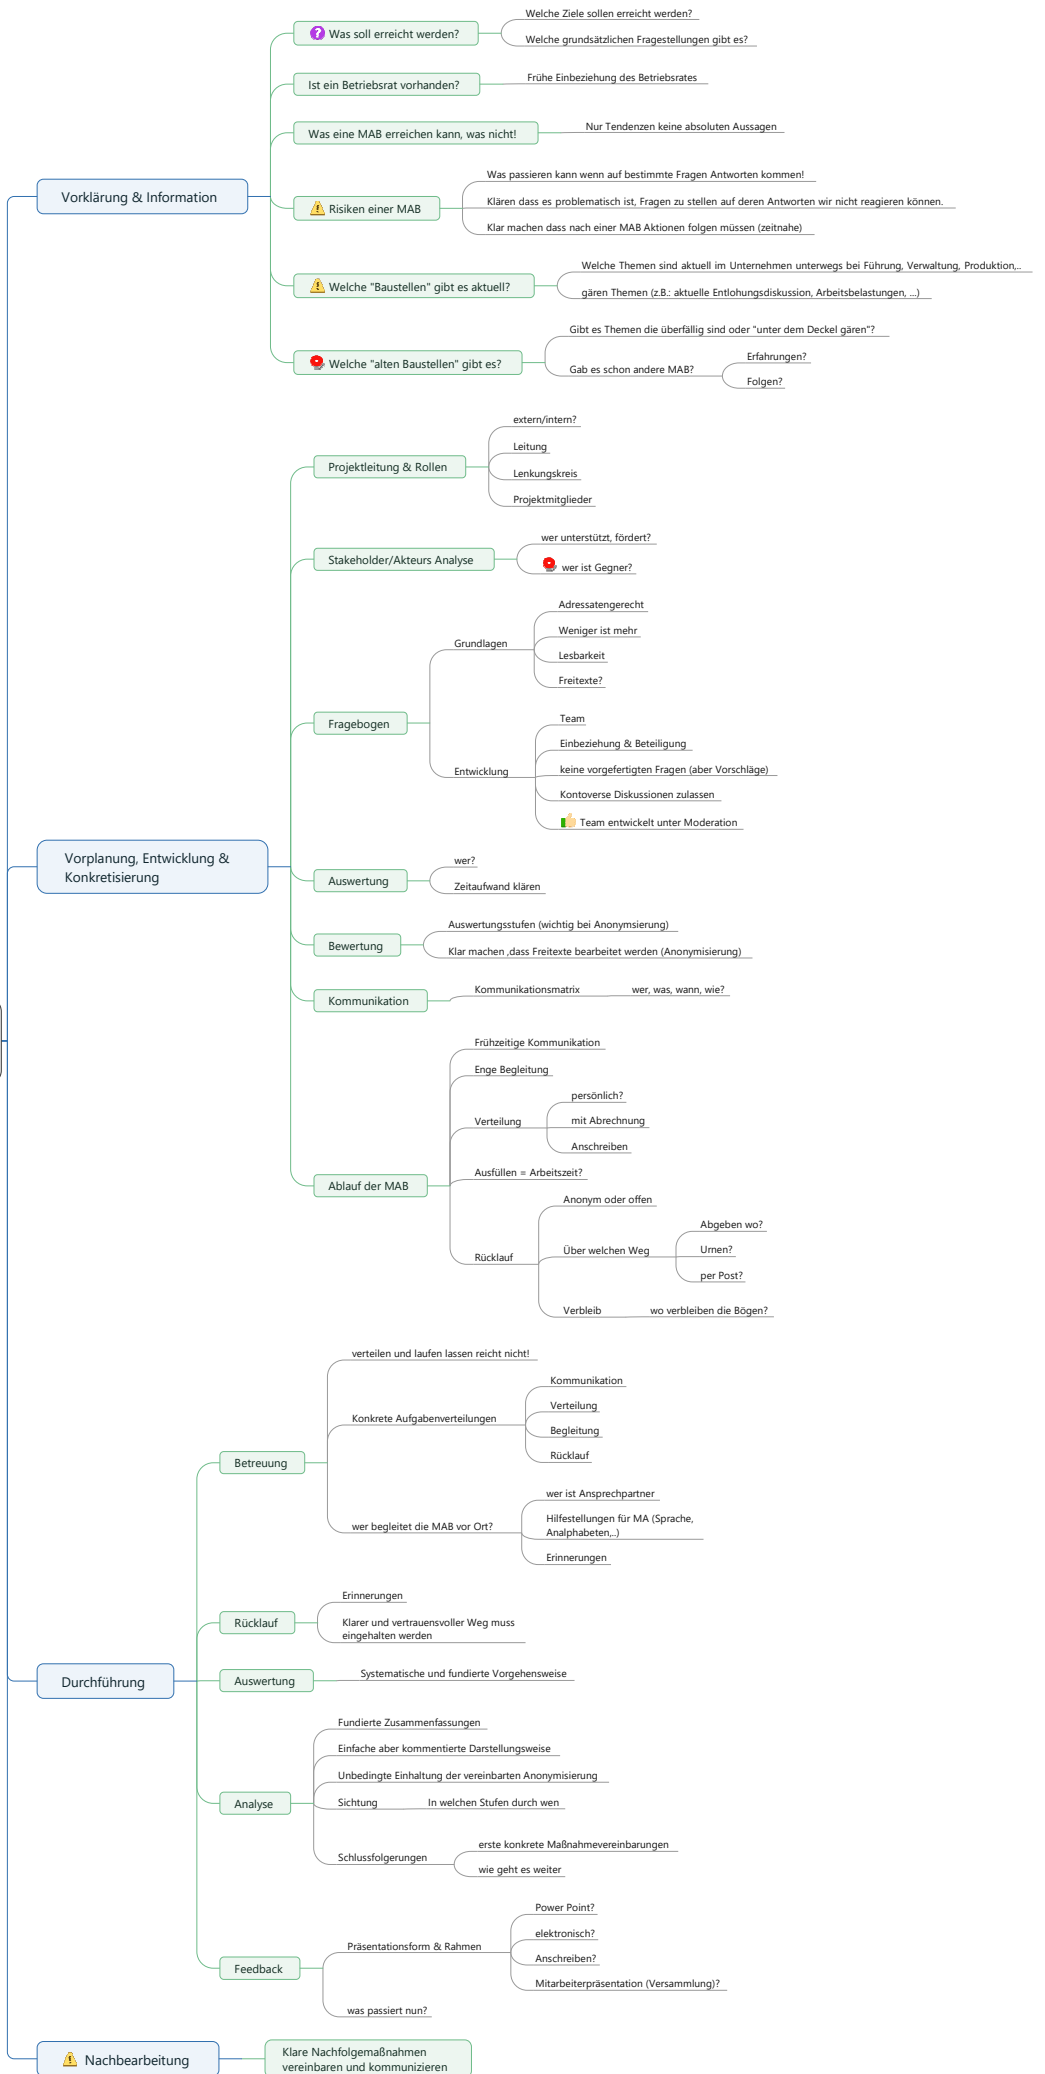 Vorklärung & Information
Was soll erreicht werden?
Welche Ziele sollen erreicht werden?
Welche grundsätzlichen Fragestellungen gibt es?
Ist ein Betriebsrat vorhanden?
Frühe Einbeziehung des Betriebsrates
Was eine MAB erreichen kann, was nicht!
Nur Tendenzen keine absoluten Aussagen
Risiken einer MAB
Was passieren kann wenn auf bestimmte Fragen Antworten kommen!
Klären dass es problematisch ist, Fragen zu stellen auf deren Antworten wir nicht reagieren können.
Klar machen dass nach einer MAB Aktionen folgen müssen (zeitnahe)
Welche "Baustellen" gibt es aktuell?
Welche Themen sind aktuell im Unternehmen unterwegs bei Führung, Verwaltung, Produktion,..
gären Themen (z.B.: aktuelle Entlohungsdiskussion, Arbeitsbelastungen, ...)
Welche "alten Baustellen" gibt es?
Gibt es Themen die überfällig sind oder "unter dem Deckel gären"?
Gab es schon andere MAB?
Erfahrungen?
Folgen?
Vorplanung, Entwicklung &
Konkretisierung
Projektleitung & Rollen
extern/intern?
Leitung
Lenkungskreis
Projektmitglieder
Stakeholder/Akteurs Analyse
wer unterstützt, fördert?
wer ist Gegner?
Fragebogen
Grundlagen
Adressatengerecht
Weniger ist mehr
Lesbarkeit
Freitexte?
Entwicklung
Team
Einbeziehung & Beteiligung
keine vorgefertigten Fragen (aber Vorschläge)
Kontoverse Diskussionen zulassen
Team entwickelt unter Moderation
Auswertung
wer?
Zeitaufwand klären
Bewertung
Auswertungsstufen (wichtig bei Anonymsierung)
Klar machen ,dass Freitexte bearbeitet werden (Anonymisierung)
Kommunikation
Kommunikationsmatrix
wer, was, wann, wie?
Ablauf der MAB
Frühzeitige Kommunikation
Enge Begleitung
Verteilung
persönlich?
mit Abrechnung
Anschreiben
Ausfüllen = Arbeitszeit?
Rücklauf
Anonym oder offen
Über welchen Weg
Abgeben wo?
Urnen?
per Post?
Verbleib
wo verbleiben die Bögen?
Durchführung
Betreuung
verteilen und laufen lassen reicht nicht!
Konkrete Aufgabenverteilungen
Kommunikation
Verteilung
Begleitung
Rücklauf
wer begleitet die MAB vor Ort?
wer ist Ansprechpartner
Hilfestellungen für MA (Sprache,
Analphabeten,..)
Erinnerungen
Rücklauf
Erinnerungen
Klarer und vertrauensvoller Weg muss
eingehalten werden
Auswertung
Systematische und fundierte Vorgehensweise
Analyse
Fundierte Zusammenfassungen
Einfache aber kommentierte Darstellungsweise
Unbedingte Einhaltung der vereinbarten Anonymisierung
Sichtung
In welchen Stufen durch wen
Schlussfolgerungen
erste konkrete Maßnahmevereinbarungen
wie geht es weiter
Feedback
Präsentationsform & Rahmen
Power Point?
elektronisch?
Anschreiben?
Mitarbeiterpräsentation (Versammlung)?
was passiert nun?
Nachbearbeitung
Klare Nachfolgemaßnahmen
vereinbaren und kommunizieren